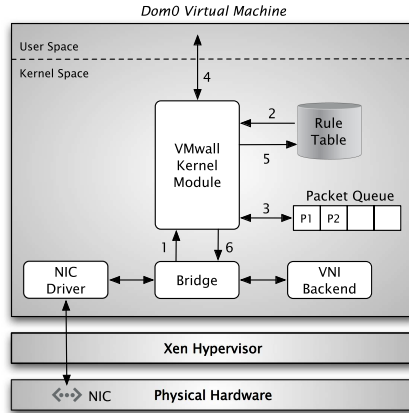 Dom0 Virtual Machine
User Space
Kernel Space
4
VMwall
Kernel
Module
2
5
Rule
Table
Packet Queue
3
P1 P2
1
6
NIC
Driver
Bridge
VNI
Backend
Xen Hypervisor
NIC
Physical Hardware